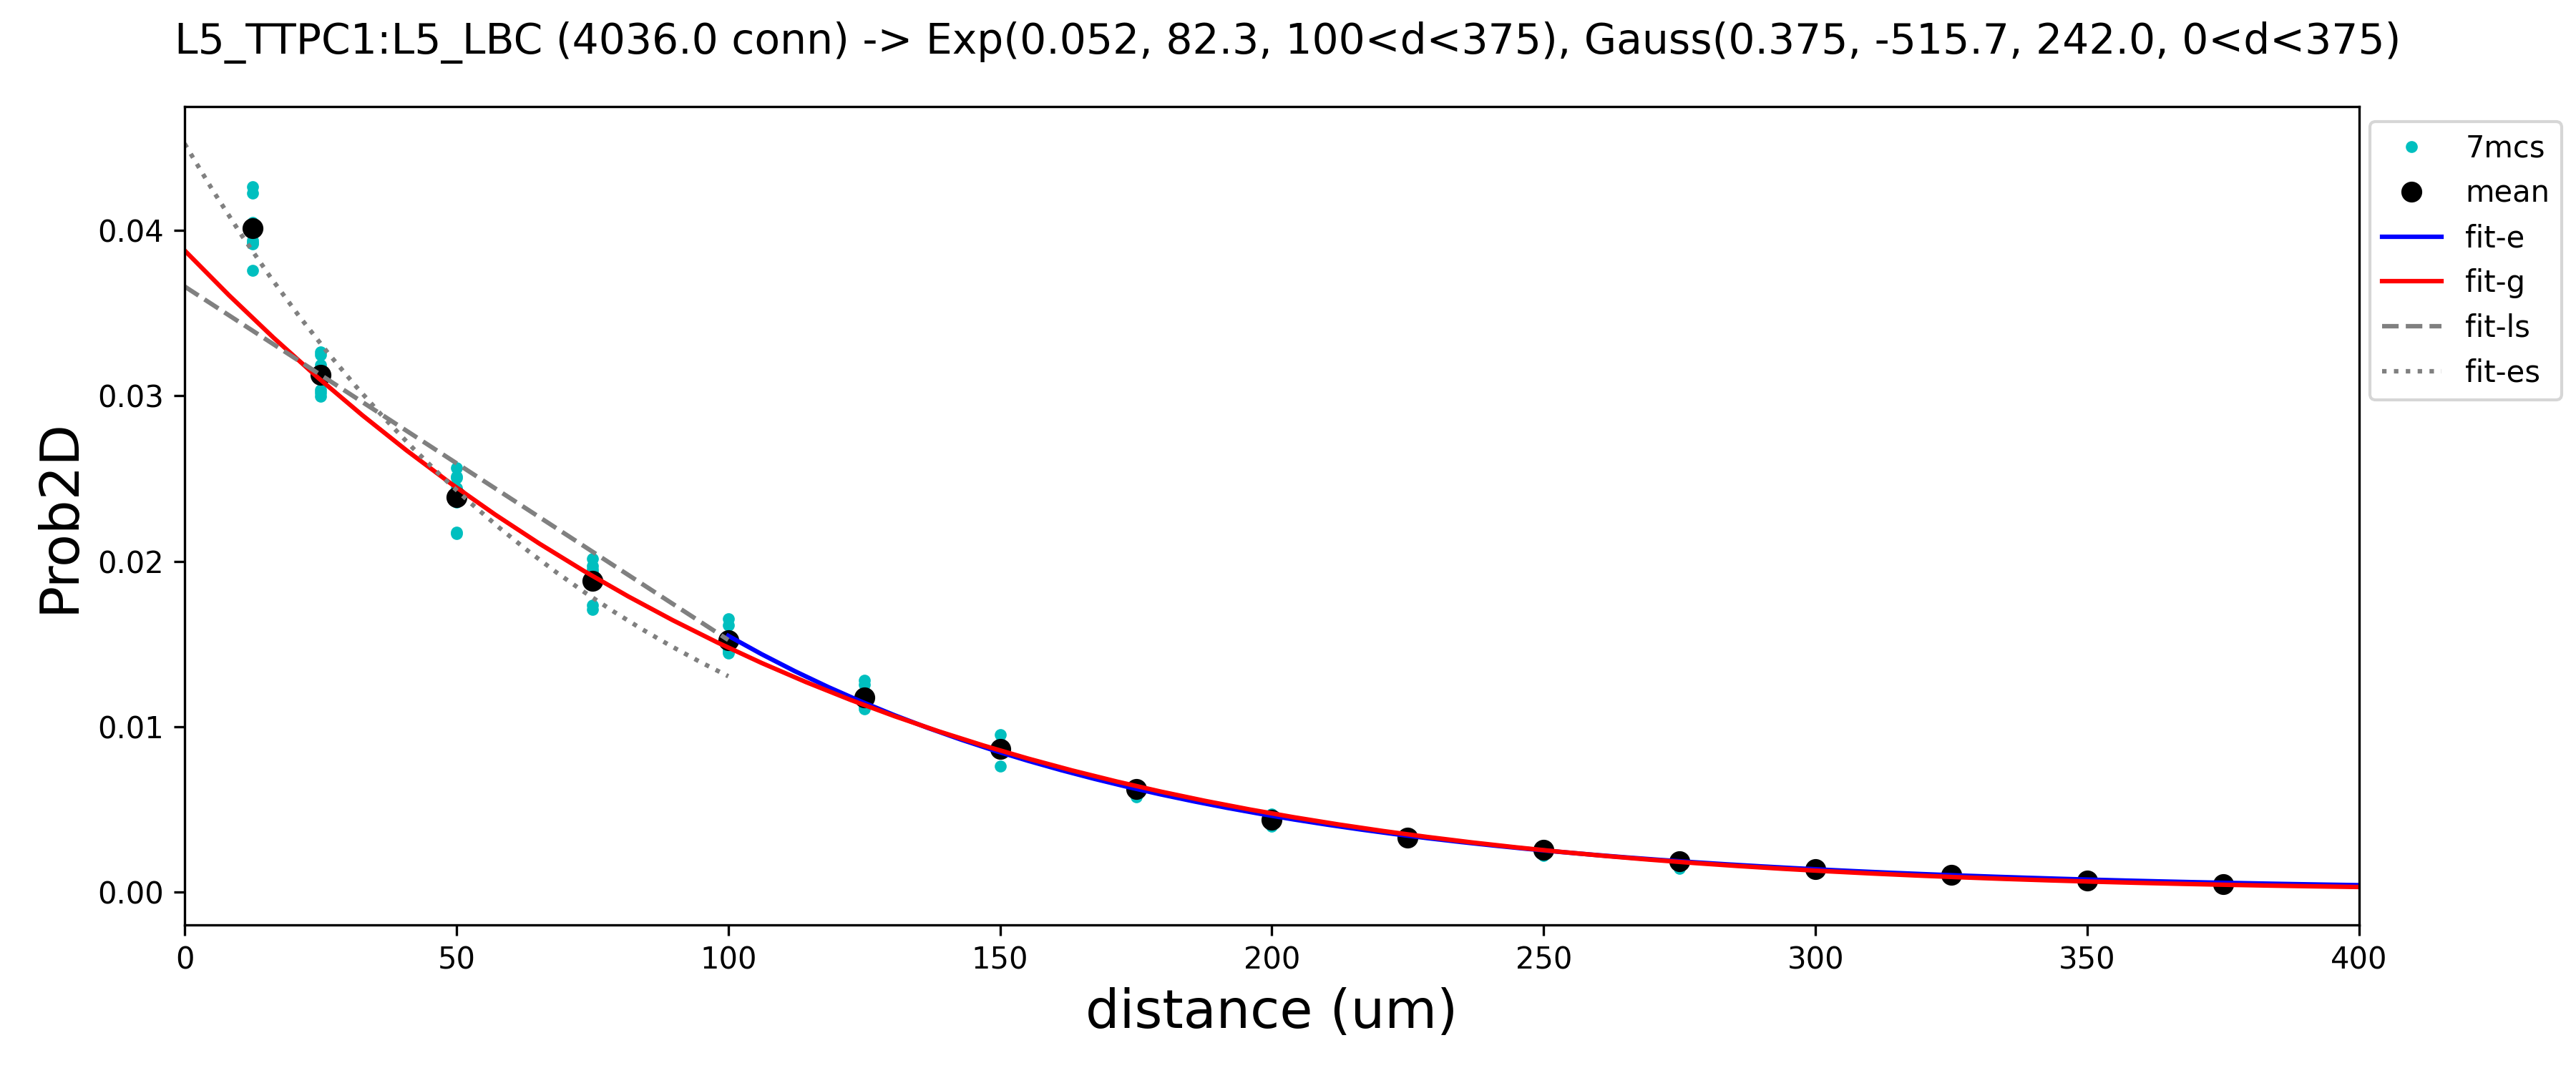 L5_TTPC1:L5_LBC (4036.0 conn) -> Exp(0.052, 82.3, 100<d<375), Gauss(0.375, -515.7, 242.0, 0<d<375)
7mcs
mean
fit-e
fit-g
fit-ls
fit-es
Prob2D
0.04
0.03
0.02
0.01
0.00
0 50 100 150 200 250 300 350 400
distance (um)